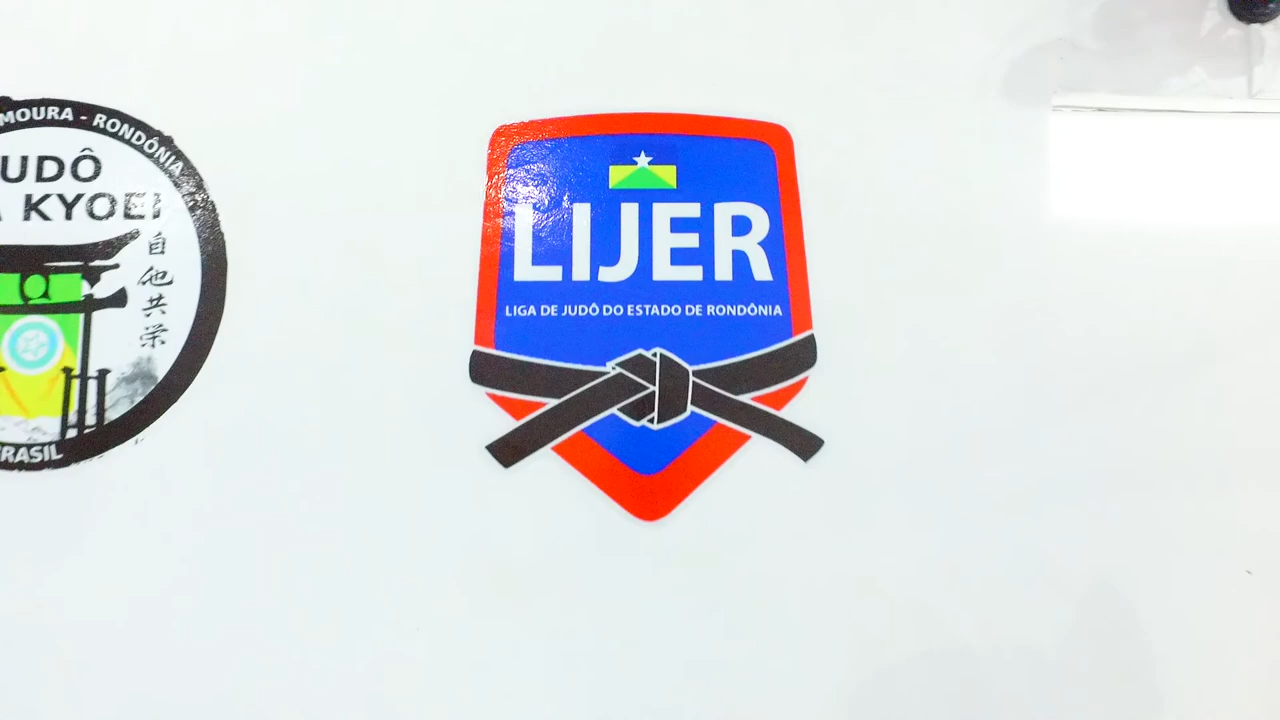 MOURA - RONDÔNIA
UDÔ
KYOEI
自
他
共
栄
RASIL
LIJER
LIGA DE JUDÔ DO ESTADO DE RONDÔNIA